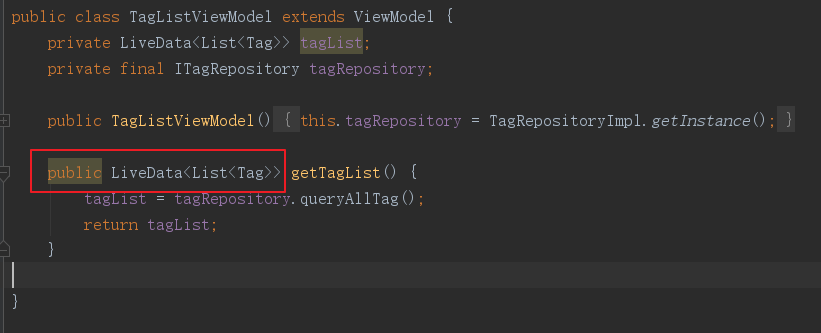 public class TagListViewModel extends ViewModel {
    private LiveData<List<Tag>> tagList;
    private final ITagRepository tagRepository;
    public TagListViewModel() { this.tagRepository = TagRepositoryImpl.getInstance(); }
    public LiveData<List<Tag>> getTagList() {
        tagList = tagRepository.queryAllTag();
        return tagList;
    }
}